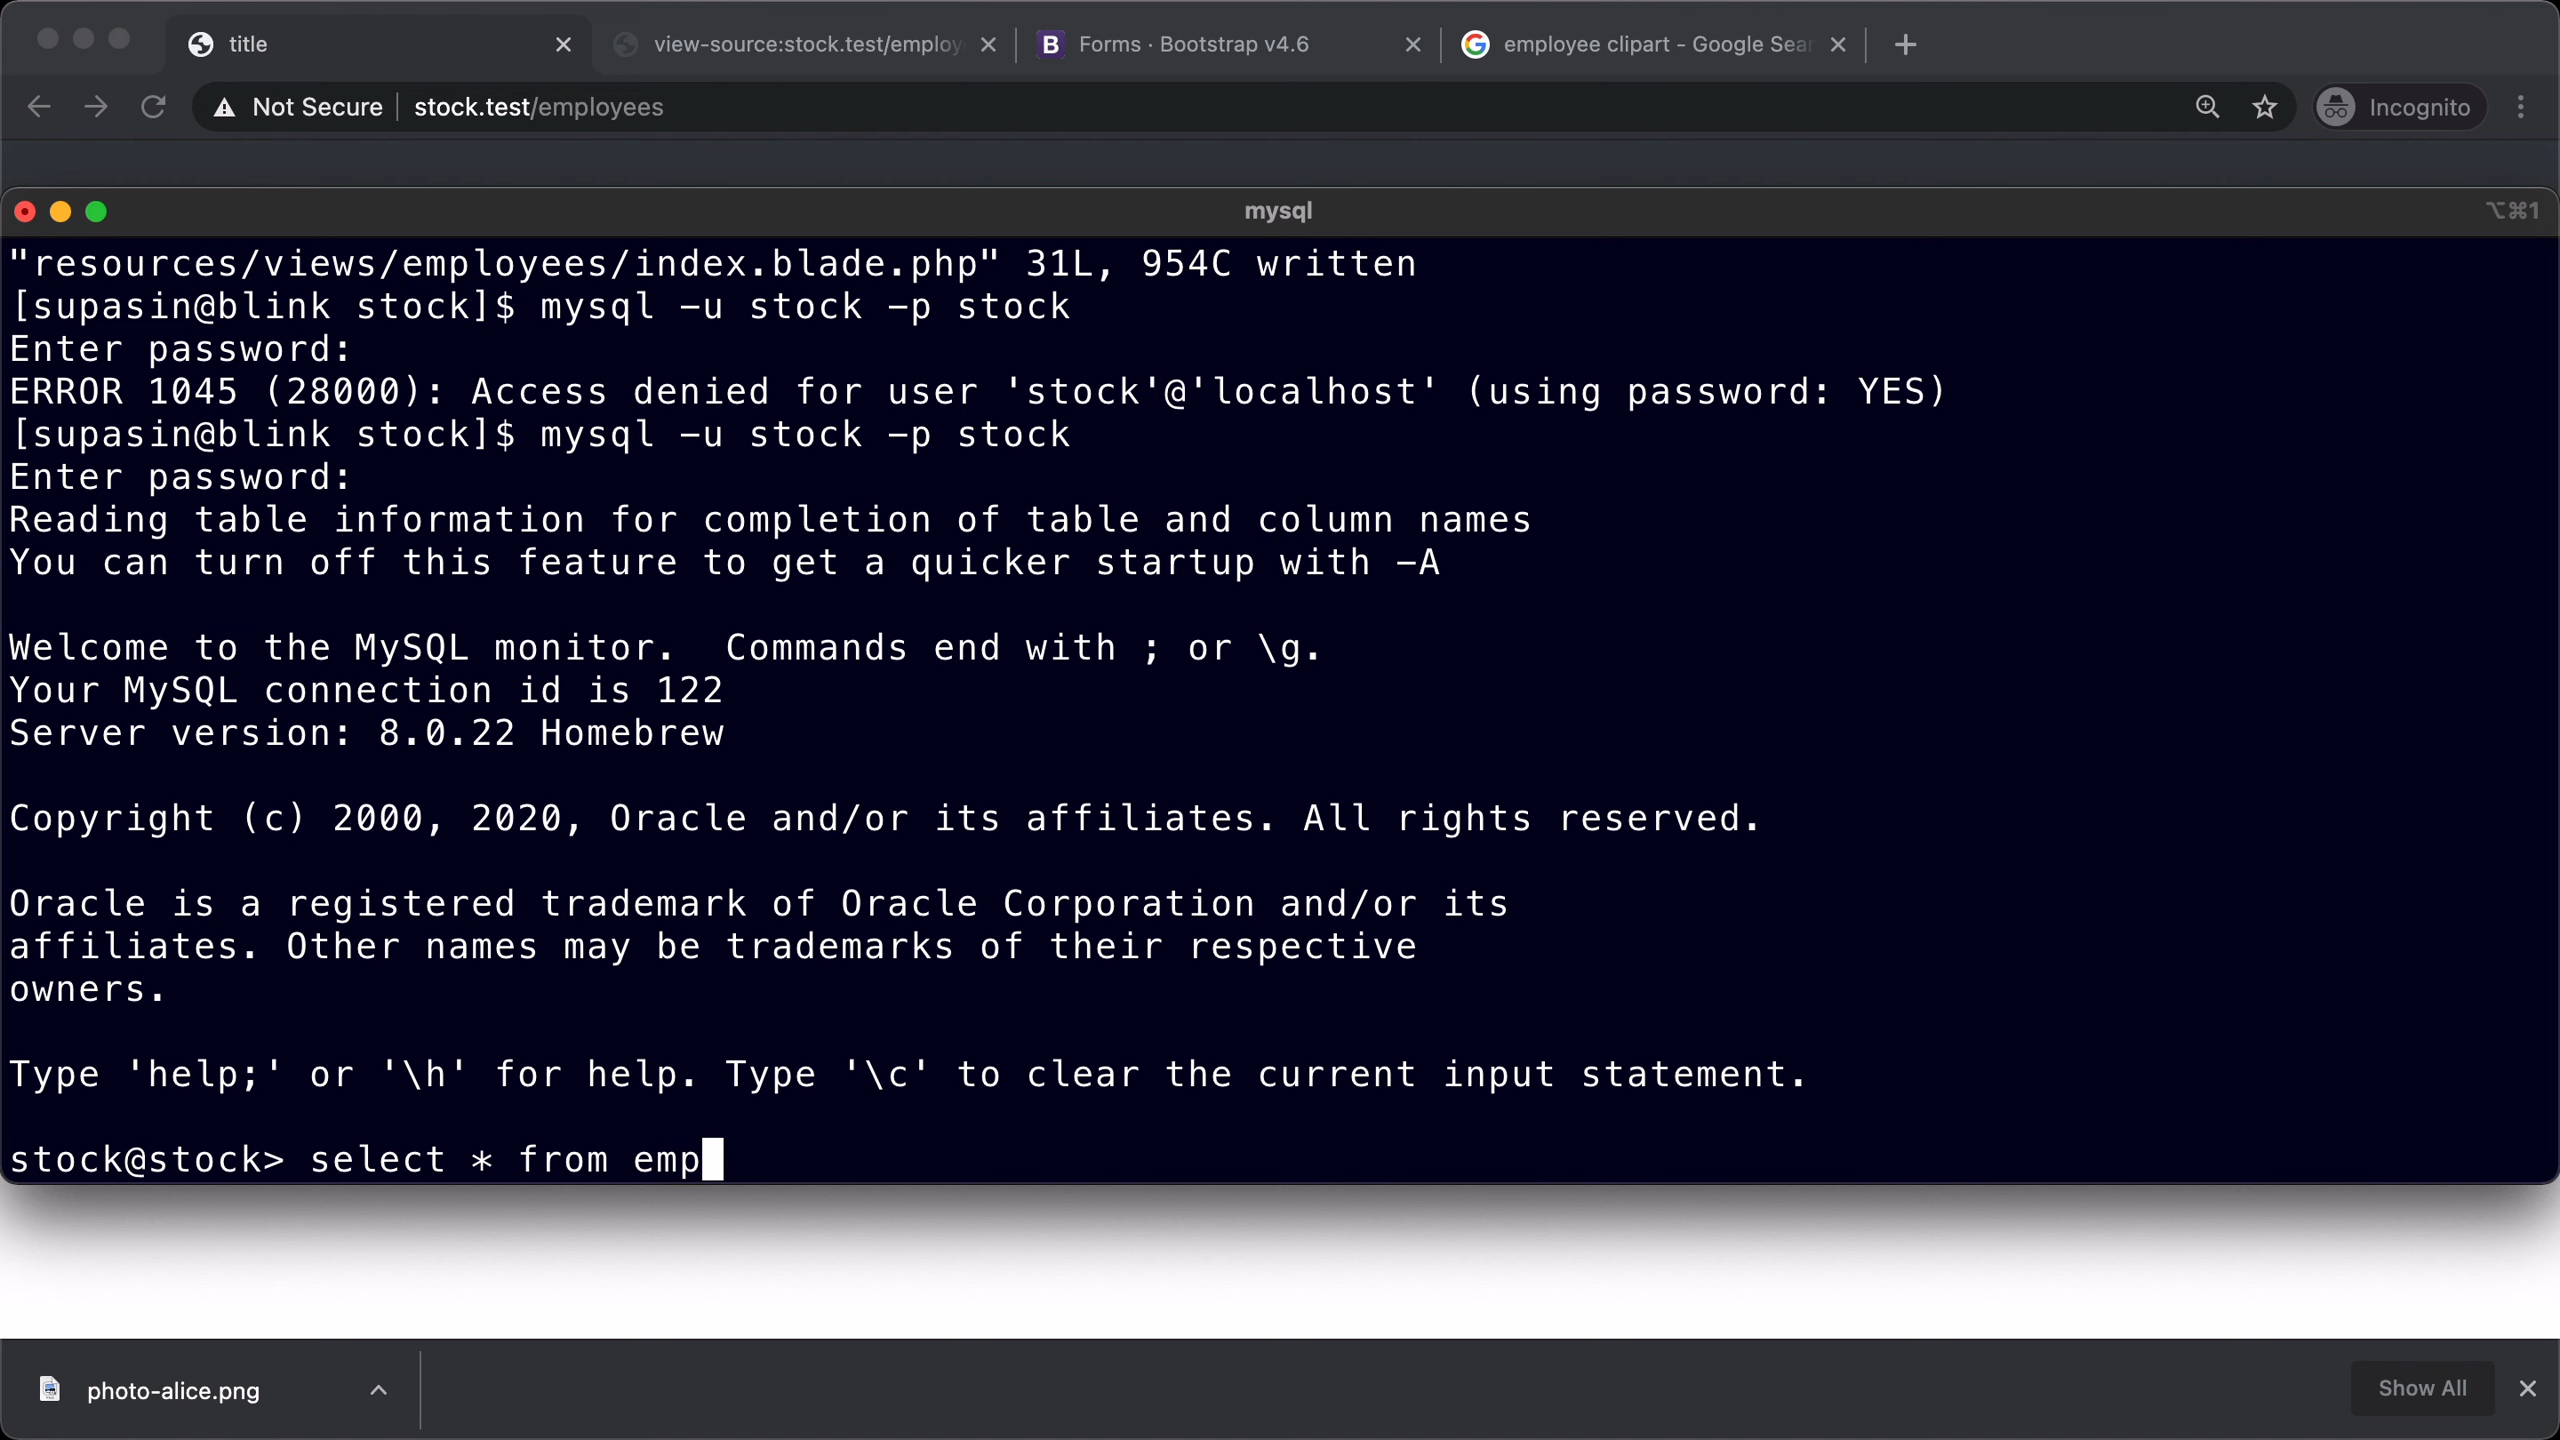 title
view-source:stock.test/employ
Forms · Bootstrap v4.6
employee clipart - Google Sear
Not Secure
stock.test/employees
Incognito
mysql
⌥⌘1
"resources/views/employees/index.blade.php" 31L, 954C written
[supasin@blink stock]$ mysql -u stock -p stock
Enter password:
ERROR 1045 (28000): Access denied for user 'stock'@'localhost' (using password: YES)
[supasin@blink stock]$ mysql -u stock -p stock
Enter password:
Reading table information for completion of table and column names
You can turn off this feature to get a quicker startup with -A
Welcome to the MySQL monitor.  Commands end with ; or \g.
Your MySQL connection id is 122
Server version: 8.0.22 Homebrew
Copyright (c) 2000, 2020, Oracle and/or its affiliates. All rights reserved.
Oracle is a registered trademark of Oracle Corporation and/or its
affiliates. Other names may be trademarks of their respective
owners.
Type 'help;' or '\h' for help. Type '\c' to clear the current input statement.
stock@stock> select * from emp
photo-alice.png
Show All